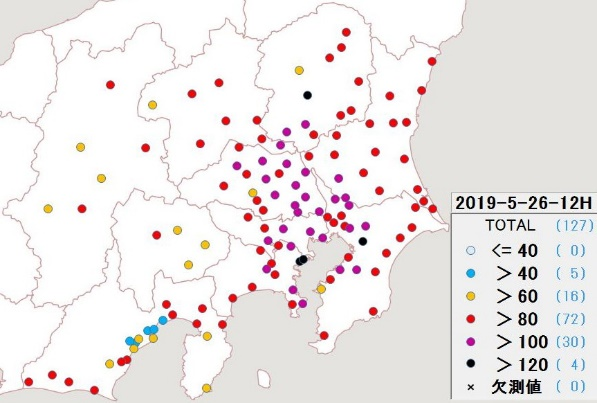 2019-5-26-12H
TOTAL (127)
<= 40 ( 0)
> 40 ( 5)
> 60 (16)
> 80 (72)
> 100 (30)
> 120 ( 4)
× 欠測値 ( 0)